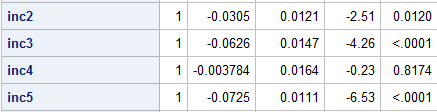 inc2 1 -0.0305 0.0121 -2.51 0.0120
inc3 1 -0.0626 0.0147 -4.26 <.0001
inc4 1 -0.003784 0.0164 -0.23 0.8174
inc5 1 -0.0725 0.0111 -6.53 <.0001